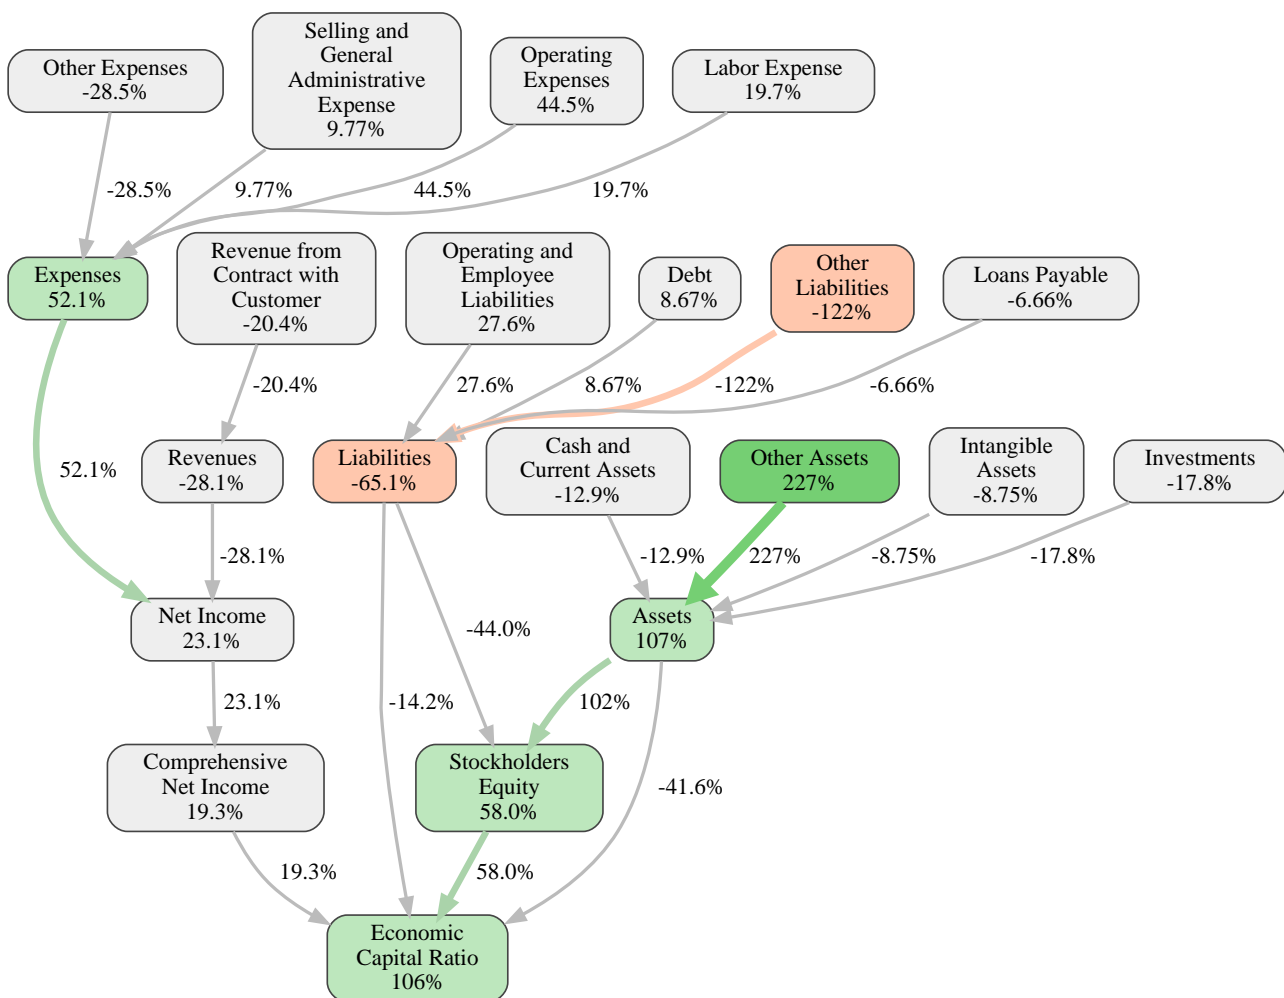 Other Expenses
-28.5%
Selling and
General
Administrative
Expense
9.77%
Operating
Expenses
44.5%
Labor Expense
19.7%
-28.5%
9.77%
44.5%
19.7%
Expenses
52.1%
Revenue from
Contract with
Customer
-20.4%
Operating and
Employee
Liabilities
27.6%
Debt
8.67%
Other
Liabilities
-122%
Loans Payable
-6.66%
-20.4%
27.6%
8.67%
-122%
-6.66%
52.1%
Revenues
-28.1%
Liabilities
-65.1%
Cash and
Current Assets
-12.9%
Other Assets
227%
Intangible
Assets
-8.75%
Investments
-17.8%
-28.1%
-12.9%
227%
-8.75%
-17.8%
Net Income
23.1%
-44.0%
Assets
107%
23.1%
-14.2%
102%
Comprehensive
Net Income
19.3%
Stockholders
Equity
58.0%
-41.6%
19.3%
58.0%
Economic
Capital Ratio
106%